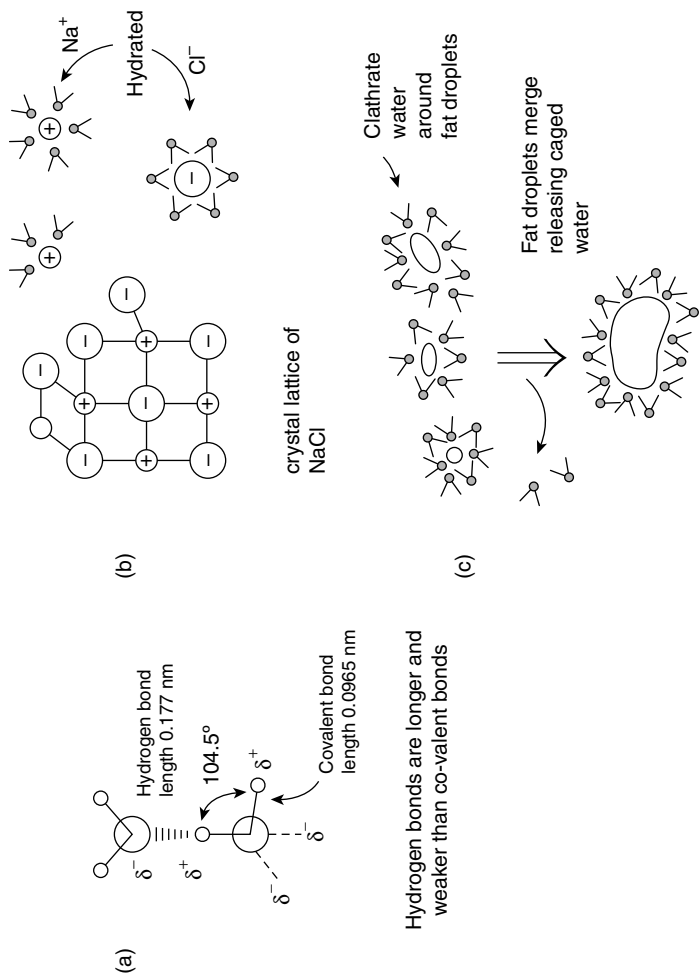 (a)
δ−
δ+
Hydrogen bond
length 0.177 nm
104.5º
δ+
Covalent bond
length 0.0965 nm
δ−
δ−
Hydrogen bonds are longer and
weaker than co-valent bonds
(b)
+
+
Na+
Hydrated
Cl−
−
−
−
−
+
−
+
−
+
−
+
−
−
crystal lattice of
NaCl
(c)
Clathrate
water
around
fat droplets
Fat droplets merge
releasing caged
water